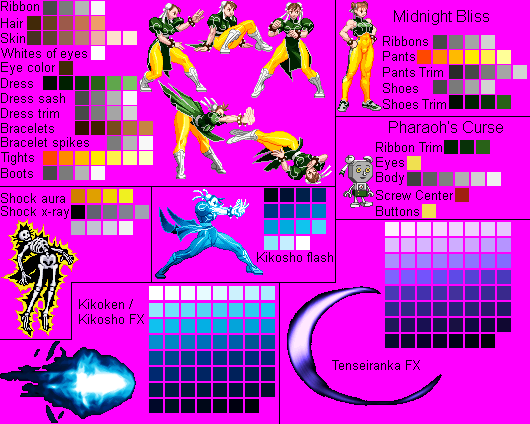 Ribbon
Hair
Skin
Whites of eyes
Eye color
Dress
Dress sash
Dress trim
Bracelets
Bracelet spikes
Tights
Boots
Midnight Bliss
Ribbons
Pants
Pants Trim
Shoes
Shoes Trim
Pharaoh's Curse
Ribbon Trim
Eyes
Body
Screw Center
Buttons
Shock aura
Shock x-ray
Kikosho flash
Kikoken /
Kikosho FX
Tenseiranka FX